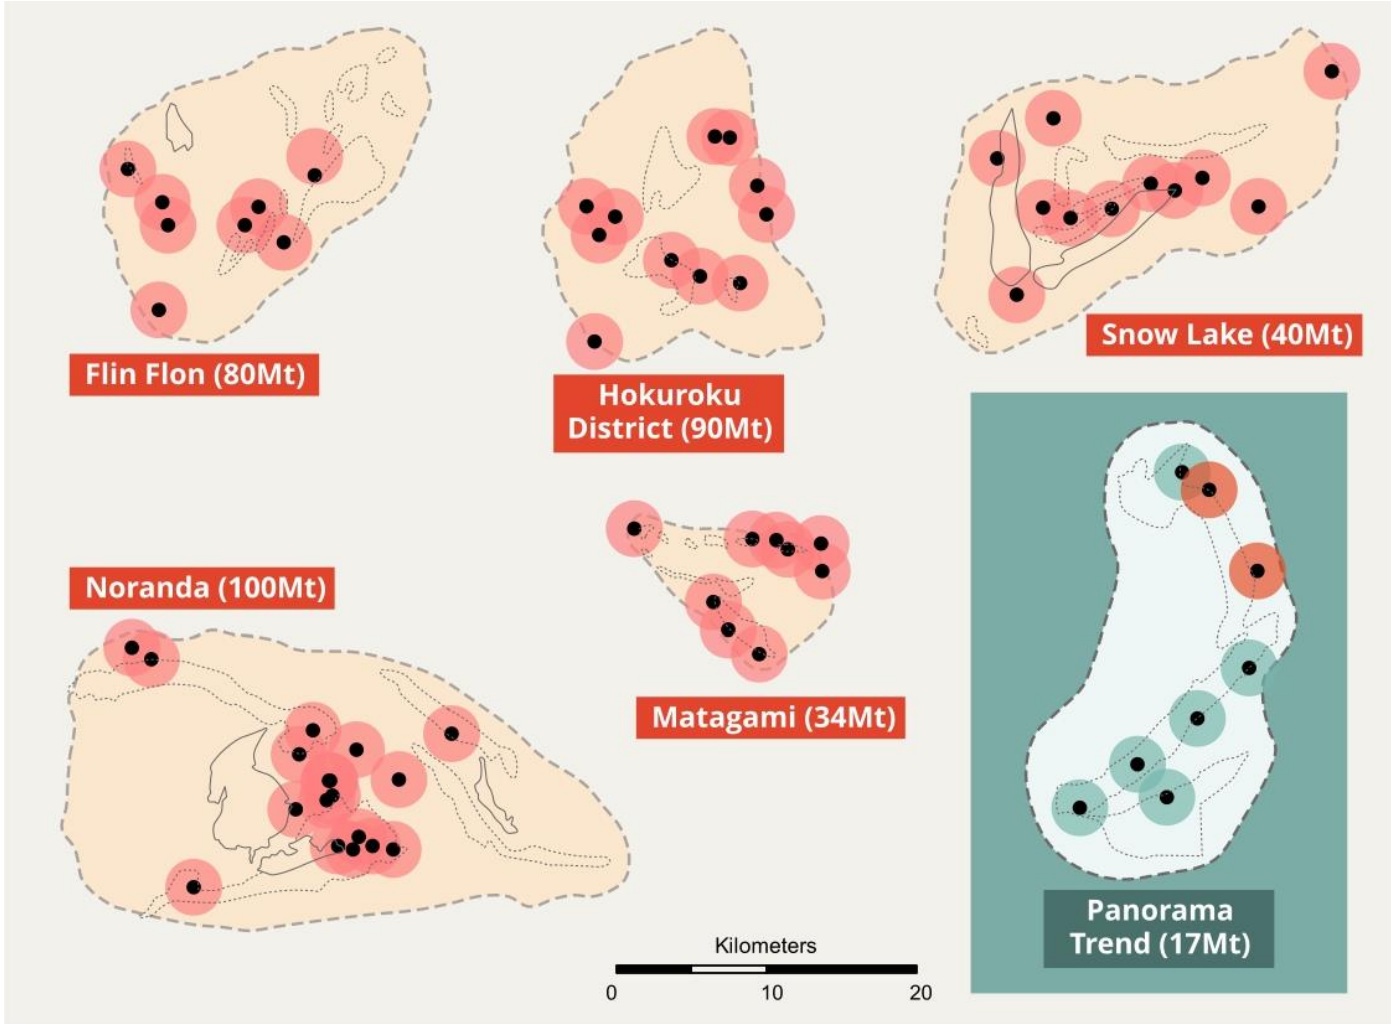 Flin Flon (80Mt)
Hokuroku
District (90Mt)
Snow Lake (40Mt)
Noranda (100Mt)
Matagami (34Mt)
Panorama
Trend (17Mt)
Kilometers
0 10 20